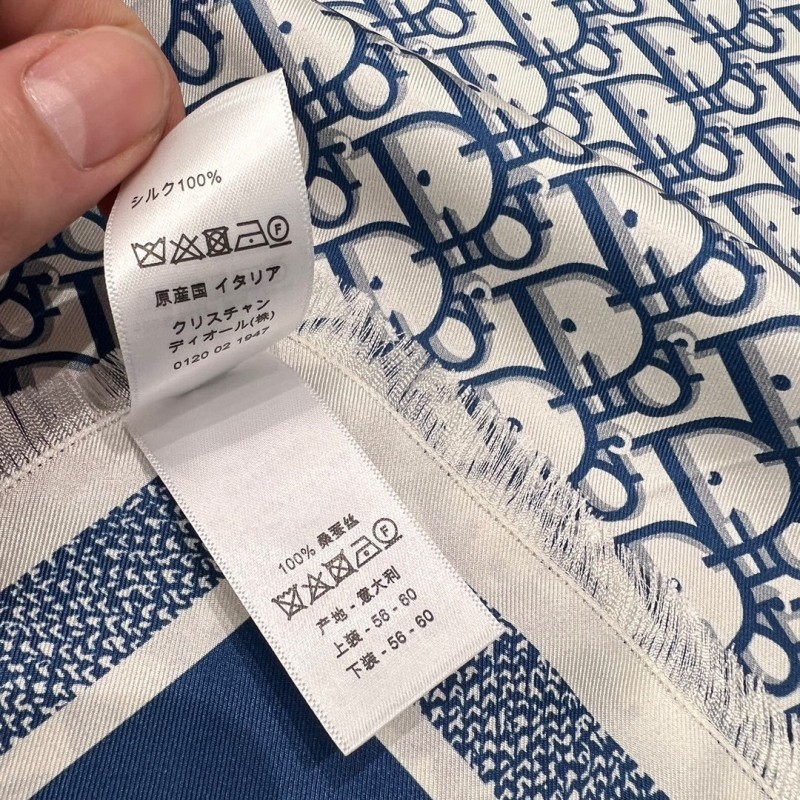 シルク100%
原産国 イタリア
クリスチャン
ディオール(株)
0120 02 1947
100% 桑蚕丝
产地 - 意大利
上装 - 56 - 60
下装 - 56 - 60